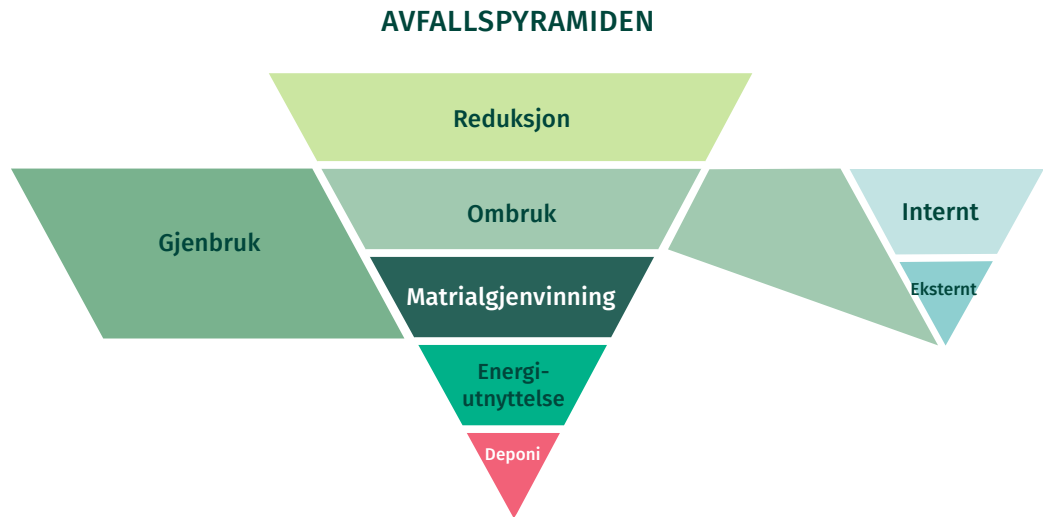 AVFALLSPYRAMIDEN
Reduksjon
Gjenbruk
Ombruk
Internt
Eksternt
Matrialgjenvinning
Energi-
utnyttelse
Deponi